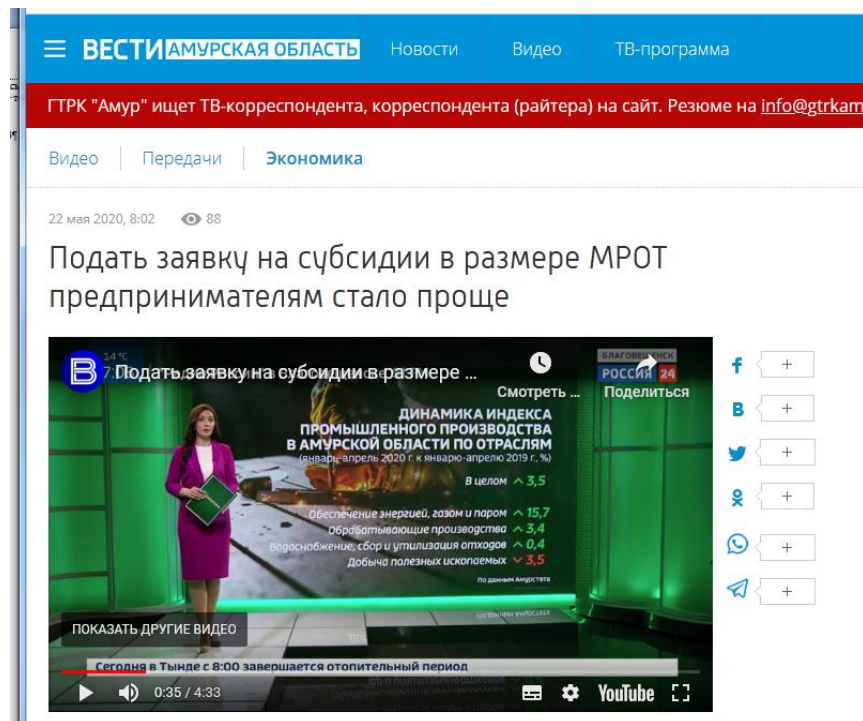 ВЕСТИ АМУРСКАЯ ОБЛАСТЬ Новости Видео ТВ-программа
ГТРК "Амур" ищет ТВ-корреспондента, корреспондента (райтера) на сайт. Резюме на info@gtrkam
Видео Передачи Экономика
22 мая 2020, 8:02 88
Подать заявку на субсидии в размере МРОТ
предпринимателям стало проще
14 °C
Подать заявку на субсидии в размере ...
БЛАГОВЕЩЕНСК
РОССИЯ 24
Смотреть ... Поделиться
ДИНАМИКА ИНДЕКСА
ПРОМЫШЛЕННОГО ПРОИЗВОДСТВА
В АМУРСКОЙ ОБЛАСТИ ПО ОТРАСЛЯМ
(январь-апрель 2020 г. к январю-апрелю 2019 г., %)
В целом 3,5
Обеспечение энергией, газом и паром 15,7
Обрабатывающие производства 3,4
Водоснабжение, сбор и утилизация отходов 0,4
Добыча полезных ископаемых 3,5
По данным Амурстата
ПОКАЗАТЬ ДРУГИЕ ВИДЕО
Сегодня в Тынде с 8:00 завершается отопительный период
0:35 / 4:33 YouTube